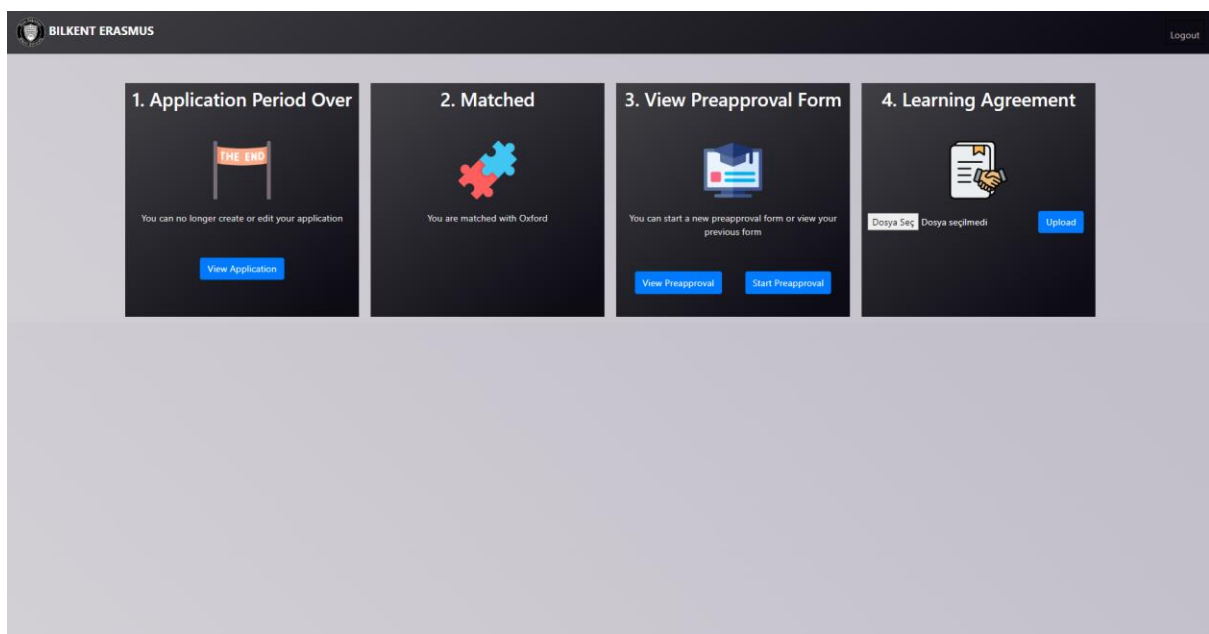 BILKENT ERASMUS
Logout
1. Application Period Over
THE END
You can no longer create or edit your application
View Application
2. Matched
You are matched with Oxford
3. View Preapproval Form
You can start a new preapproval form or view your
previous form
View Preapproval
Start Preapproval
4. Learning Agreement
Dosya Seç Dosya seçilmedi
Upload